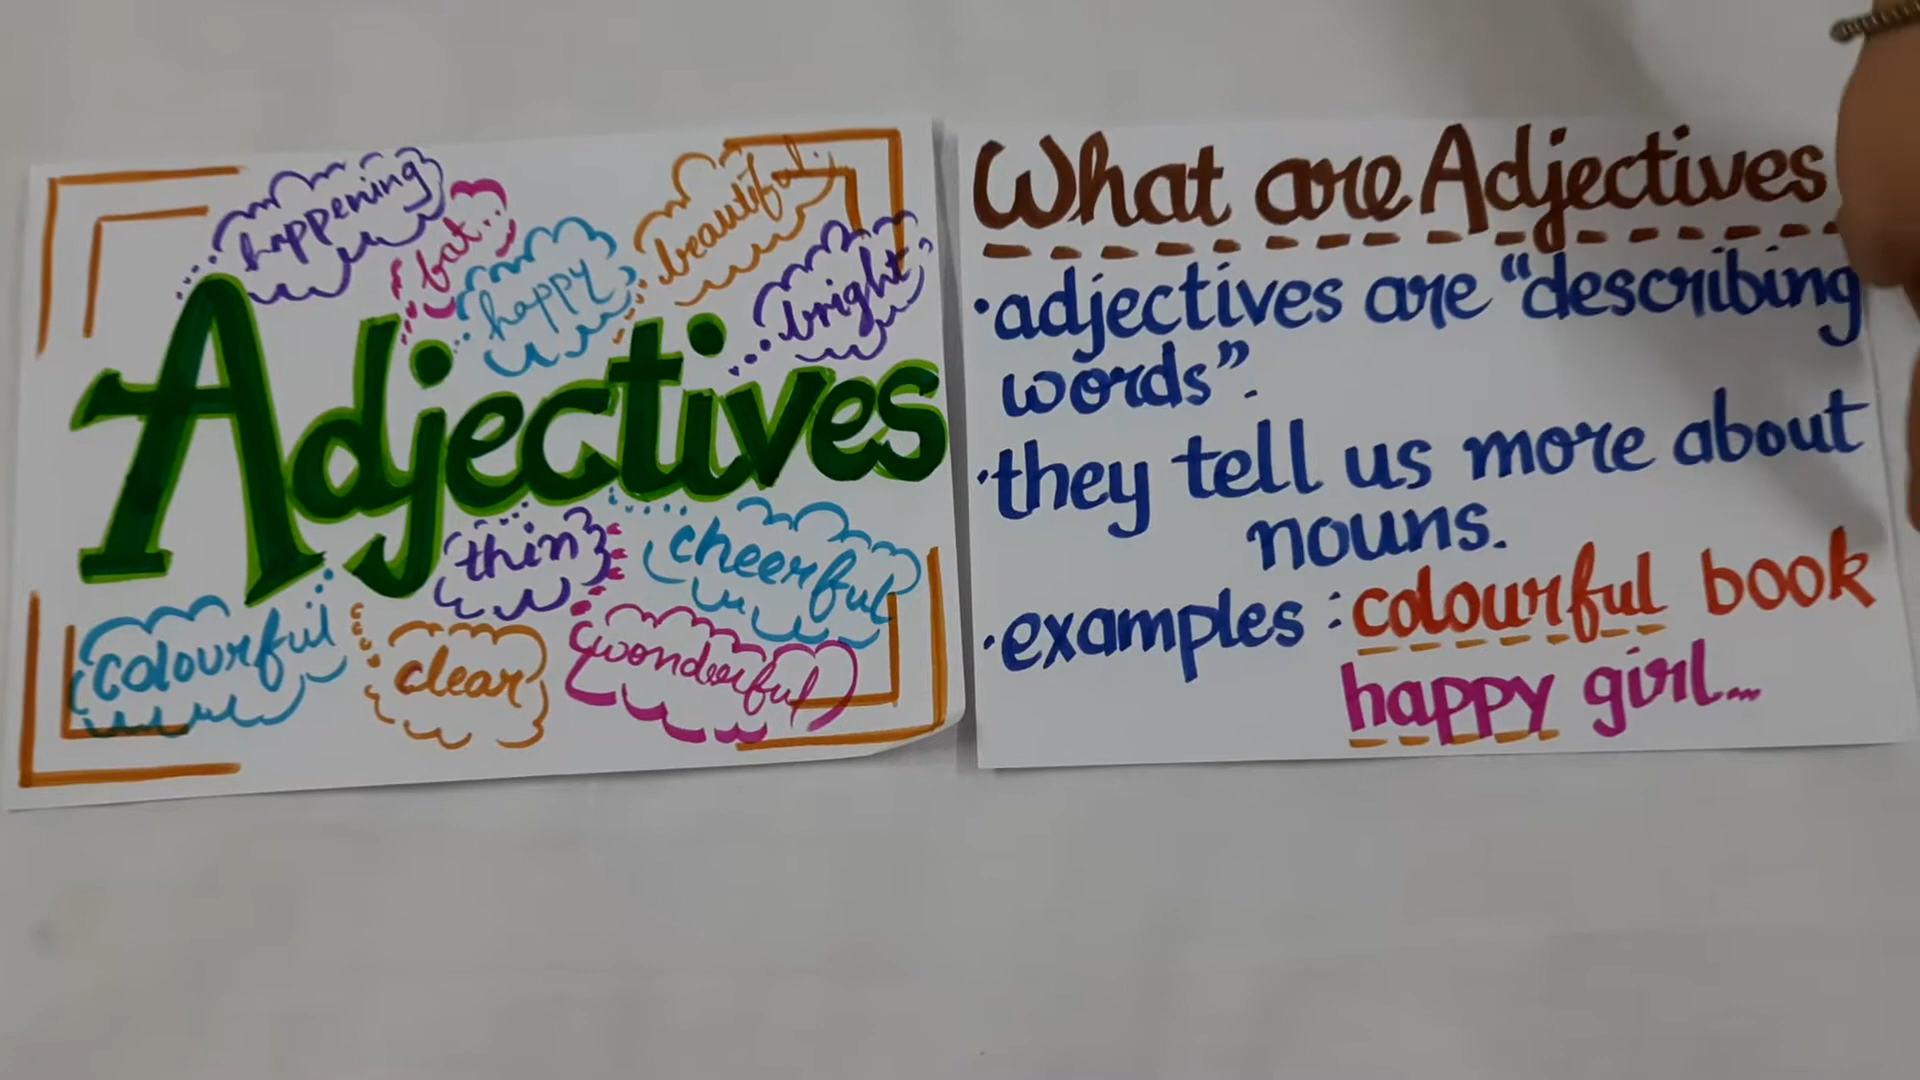 happening
fat..
happy
beautiful.
bright
Adjectives
thin
cheerful
colourful
clear
wonderful
What are Adjectives
•adjectives are “describing
words”.
•they tell us more about
nouns.
•examples : colourful book
happy girl...